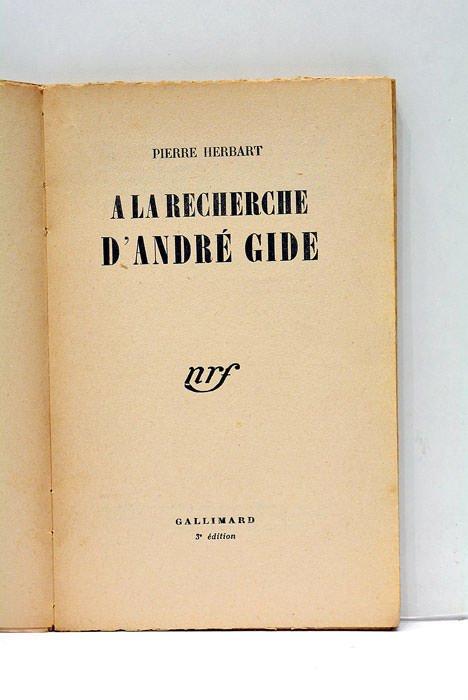 PIERRE HERBART
A LA RECHERCHE
D'ANDRÉ GIDE
nrf
GALLIMARD
3e édition